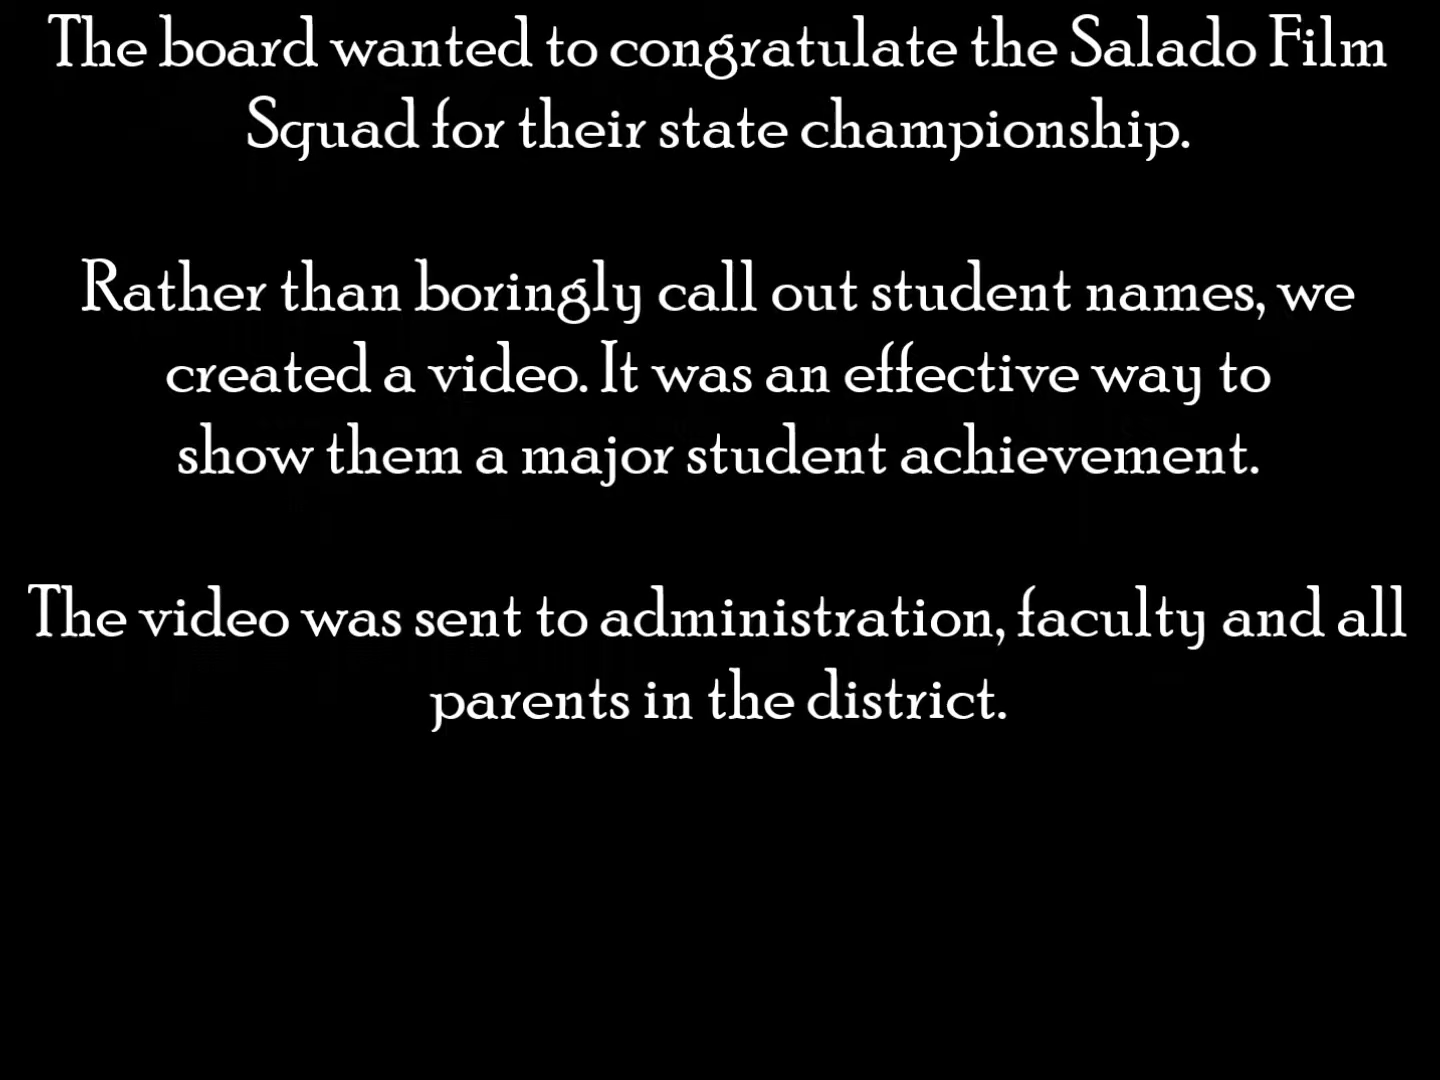 The board wanted to congratulate the Salado Film
Squad for their state championship.
Rather than boringly call out student names, we
created a video. It was an effective way to
show them a major student achievement.
The video was sent to administration, faculty and all
parents in the district.